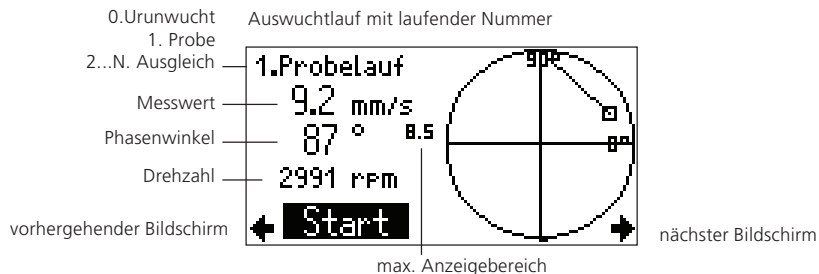 0.Urunwucht
1. Probe
2...N. Ausgleich
Auswuchtlauf mit laufender Nummer
1.Probelauf
90°
Messwert
9.2 mm/s
Phasenwinkel
87 °
8.5
0°
Drehzahl
2991 rpm
vorhergehender Bildschirm
Start
nächster Bildschirm
max. Anzeigebereich